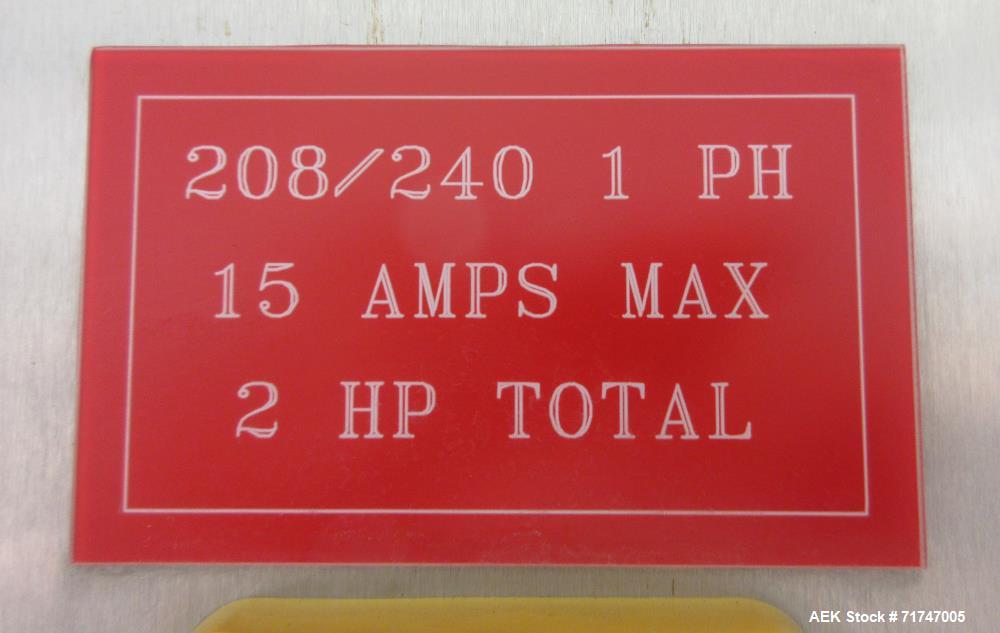 208/240 1 PH
15 AMPS MAX
2 HP TOTAL
AEK Stock # 71747005